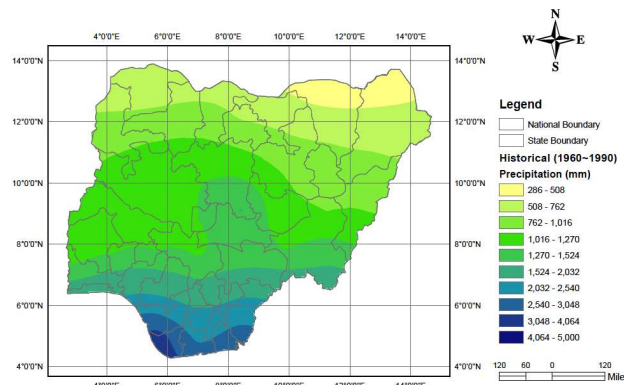 N
W E
S
14°0'0"N
12°0'0"N
10°0'0"N
8°0'0"N
6°0'0"N
4°0'0"N
4°0'0"E 6°0'0"E 8°0'0"E 10°0'0"E 12°0'0"E 14°0'0"E
14°0'0"N
12°0'0"N
10°0'0"N
8°0'0"N
6°0'0"N
4°0'0"N
Legend
National Boundary
State Boundary
Historical (1960~1990)
Precipitation (mm)
286 - 508
508 - 762
762 - 1,016
1,016 - 1,270
1,270 - 1,524
1,524 - 2,032
2,032 - 2,540
2,540 - 3,048
3,048 - 4,064
4,064 - 5,000
120 60 0 120
Mile